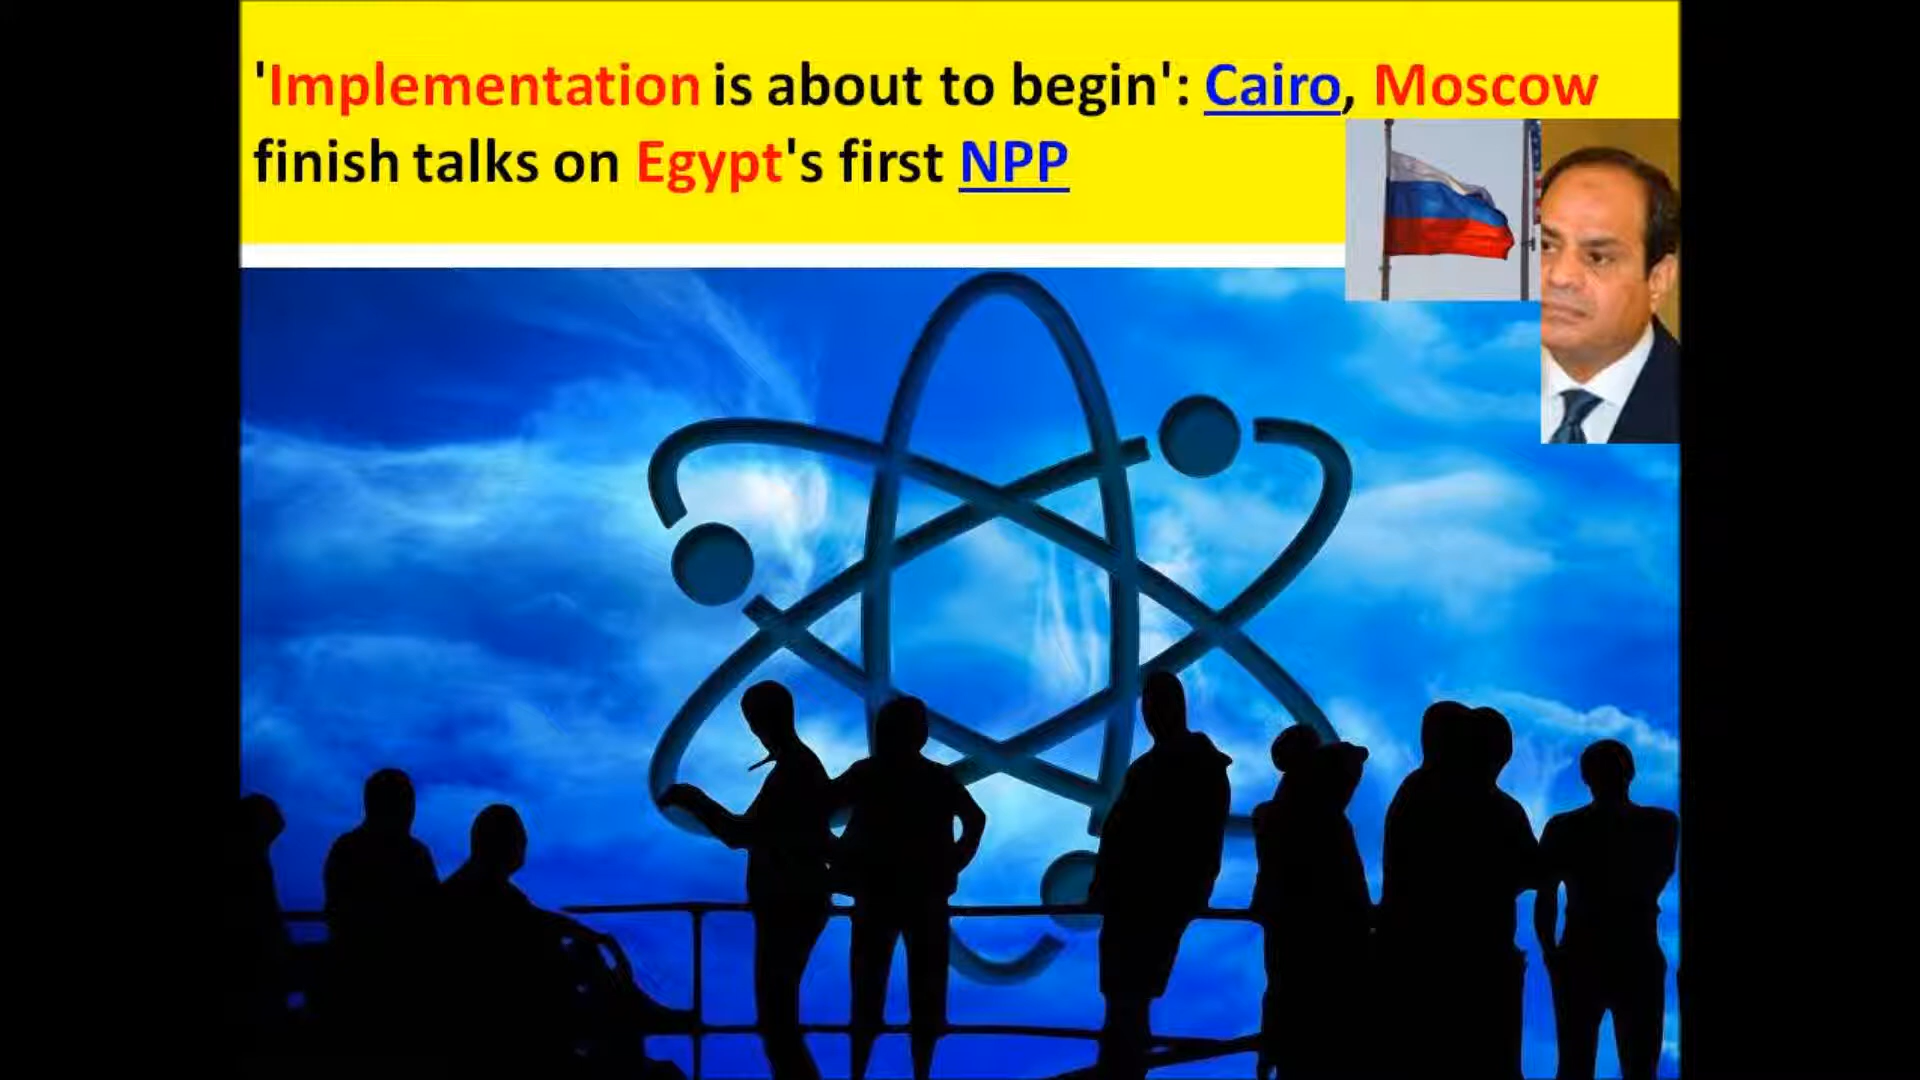 'Implementation is about to begin': Cairo, Moscow
finish talks on Egypt's first NPP